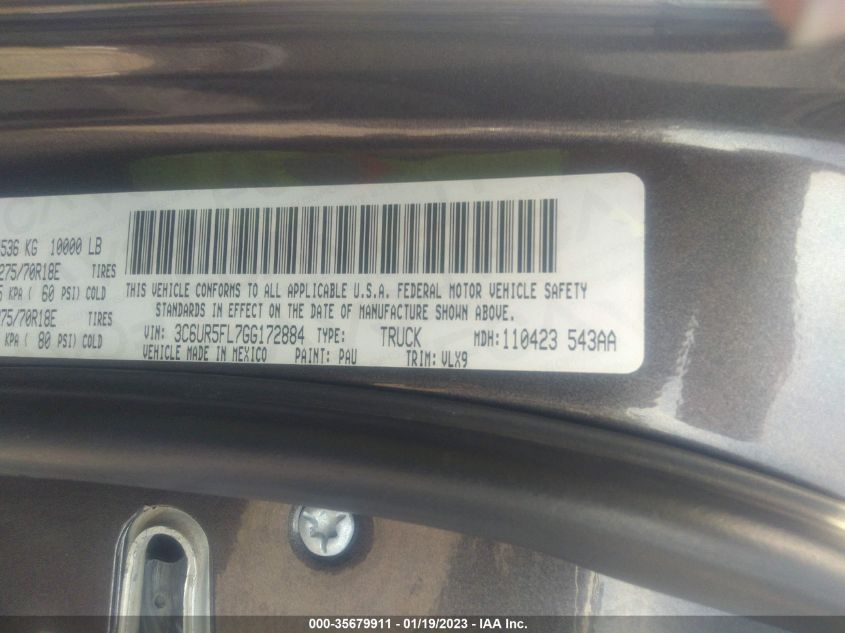 536 KG 10000 LB
275/70R18E TIRES
KPA ( 60 PSI) COLD
75/70R18E TIRES
KPA ( 80 PSI) COLD
THIS VEHICLE CONFORMS TO ALL APPLICABLE U.S.A. FEDERAL MOTOR VEHICLE SAFETY
STANDARDS IN EFFECT ON THE DATE OF MANUFACTURE SHOWN ABOVE.
VIN: 3C6UR5FL7GG172884 TYPE: TRUCK MDH:110423 543AA
VEHICLE MADE IN MEXICO PAINT: PAU TRIM: VLX9
000-35679911 - 01/19/2023 - IAA Inc.